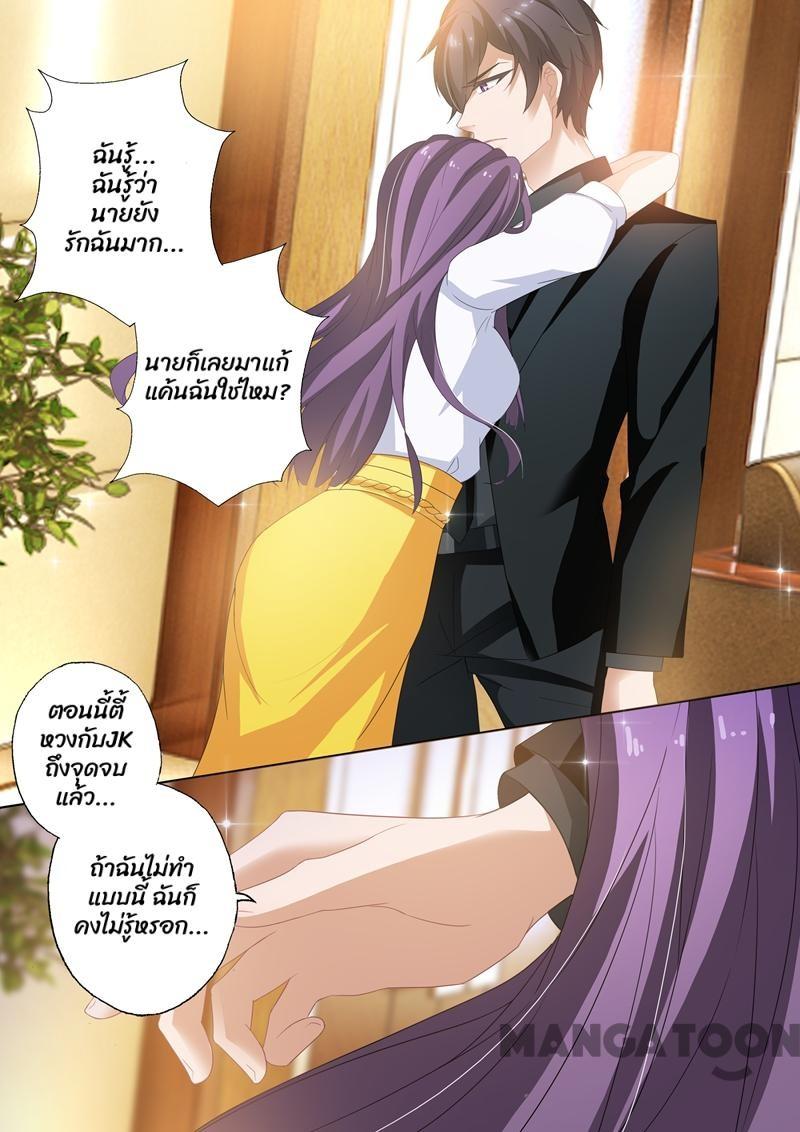 ฉันรู้...
ฉันรู้ว่า
นายยัง
รักฉันมาก...
นายก็เลยมาแก้
แค้นฉันใช่ไหม?
ตอนนี้ตี้
หวงกับJK
ถึงจุดจบ
แล้ว...
ถ้าฉันไม่ทำ
แบบนี้ ฉันก็
คงไม่รู้หรอก...
MANGATOON